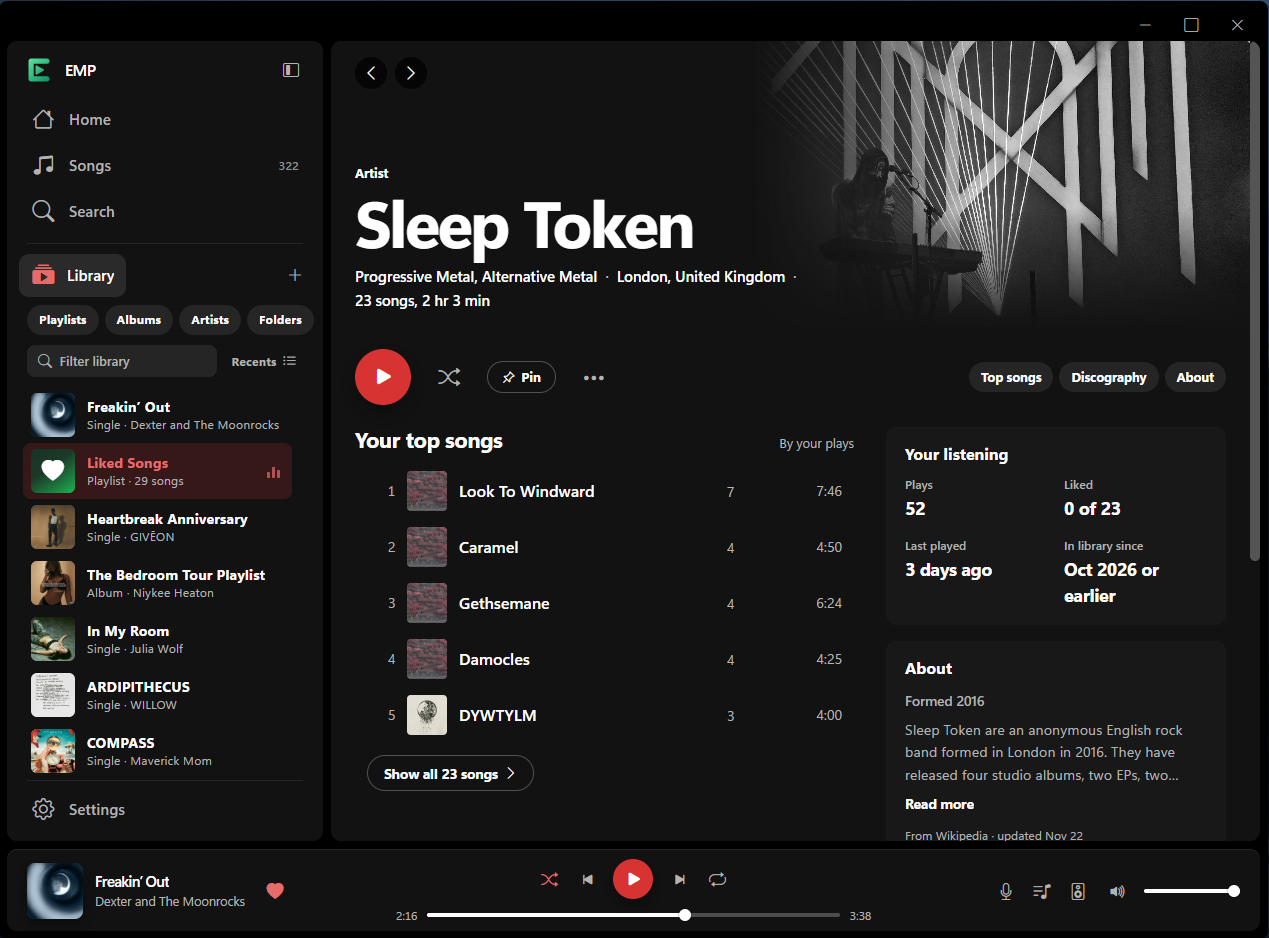 EMP
Home
Songs 322
Search
Library
Playlists Albums Artists Folders
Filter library Recents
Freakin’ Out
Single · Dexter and The Moonrocks
Liked Songs
Playlist · 29 songs
Heartbreak Anniversary
Single · GIVĒON
The Bedroom Tour Playlist
Album · Niykee Heaton
In My Room
Single · Julia Wolf
ARDIPITHECUS
Single · WILLOW
COMPASS
Single · Maverick Mom
Settings
Artist
Sleep Token
Progressive Metal, Alternative Metal · London, United Kingdom ·
23 songs, 2 hr 3 min
Pin
Top songs Discography About
Your top songs By your plays
1 Look To Windward 7 7:46
2 Caramel 4 4:50
3 Gethsemane 4 6:24
4 Damocles 4 4:25
5 DYWTYLM 3 4:00
Show all 23 songs
Your listening
Plays Liked
52 0 of 23
Last played In library since
3 days ago Oct 2026 or
earlier
About
Formed 2016
Sleep Token are an anonymous English rock
band formed in London in 2016. They have
released four studio albums, two EPs, two...
Read more
From Wikipedia · updated Nov 22
Freakin’ Out
Dexter and The Moonrocks
2:16 3:38